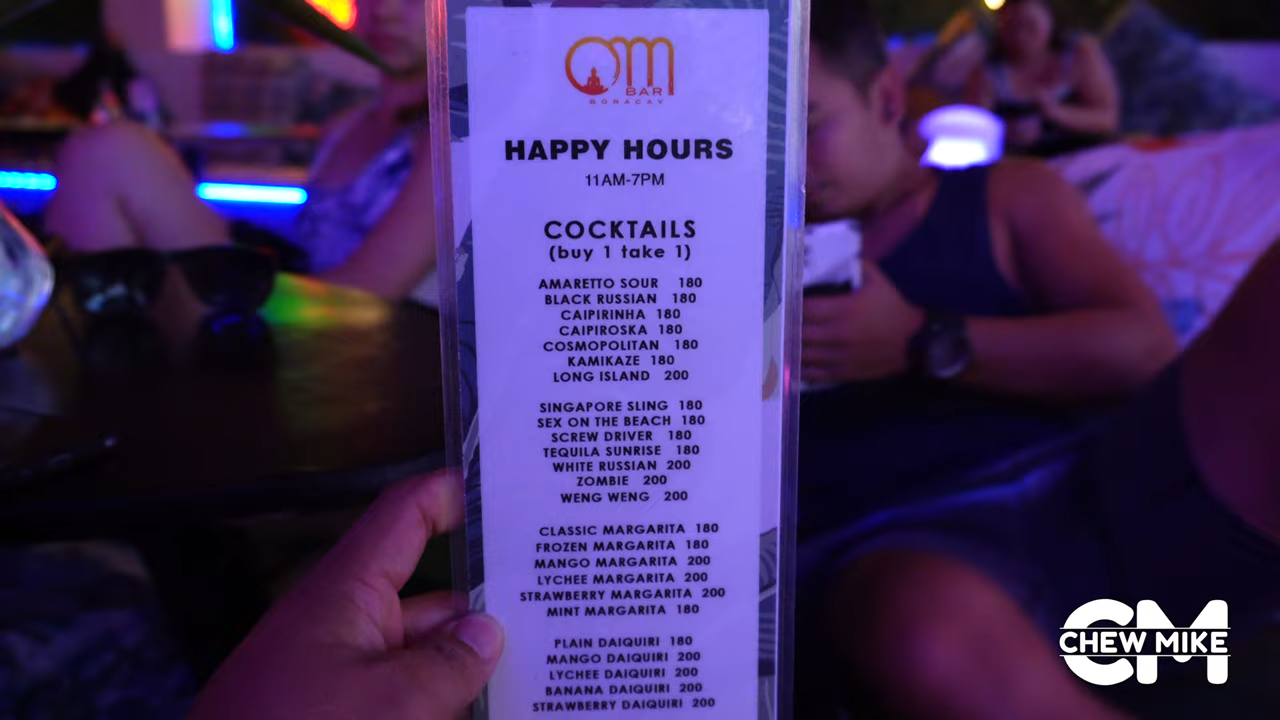 OM
BAR
BORACAY
HAPPY HOURS
11AM-7PM
COCKTAILS
(buy 1 take 1)
AMARETTO SOUR 180
BLACK RUSSIAN 180
CAIPIRINHA 180
CAIPIROSKA 180
COSMOPOLITAN 180
KAMIKAZE 180
LONG ISLAND 200
SINGAPORE SLING 180
SEX ON THE BEACH 180
SCREW DRIVER 180
TEQUILA SUNRISE 180
WHITE RUSSIAN 200
ZOMBIE 200
WENG WENG 200
CLASSIC MARGARITA 180
FROZEN MARGARITA 180
MANGO MARGARITA 200
LYCHEE MARGARITA 200
STRAWBERRY MARGARITA 200
MINT MARGARITA 180
PLAIN DAIQUIRI 180
MANGO DAIQUIRI 200
LYCHEE DAIQUIRI 200
BANANA DAIQUIRI 200
STRAWBERRY DAIQUIRI 200
CM
CHEW MIKE